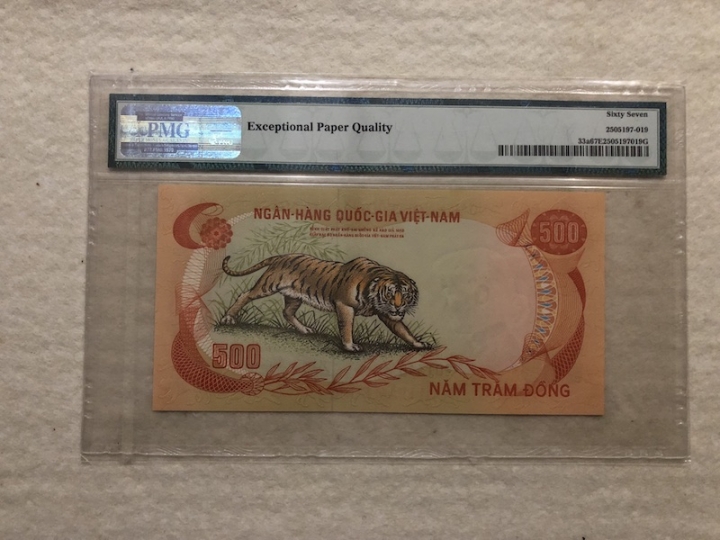 PMG
Exceptional Paper Quality
Sixty Seven
2505197-019
33a67E2505197019G
NGÂN-HÀNG QUỐC-GIA VIỆT-NAM
500
500
NĂM TRĂM ĐỒNG